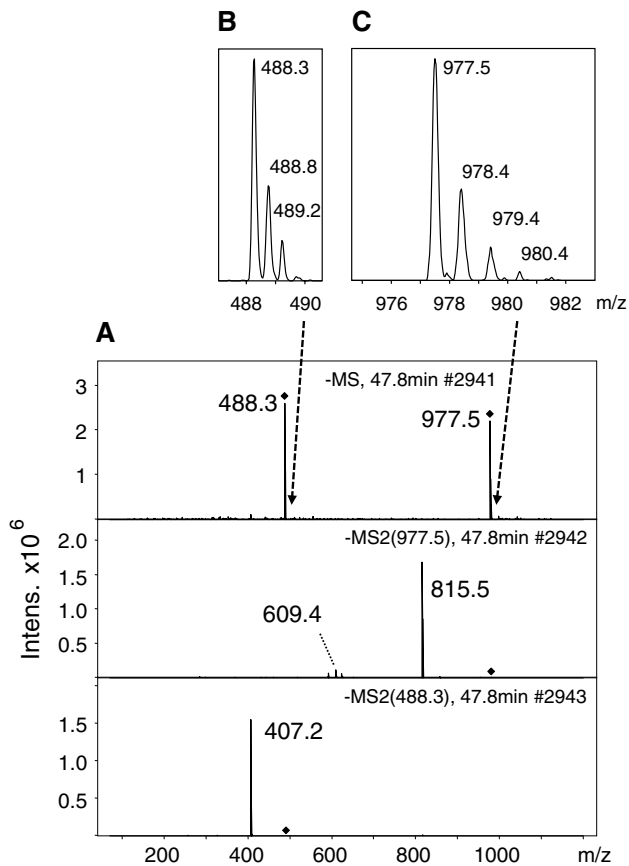 B
C
488.3
488.8
489.2
977.5
978.4
979.4
980.4
488 490
976 978 980 982 m/z
A
Intens. x10⁶
3
2
1
488.3
977.5
-MS, 47.8min #2941
2.0
1.5
1.0
0.5
-MS2(977.5), 47.8min #2942
609.4
815.5
1.5
1.0
0.5
-MS2(488.3), 47.8min #2943
407.2
200 400 600 800 1000 m/z